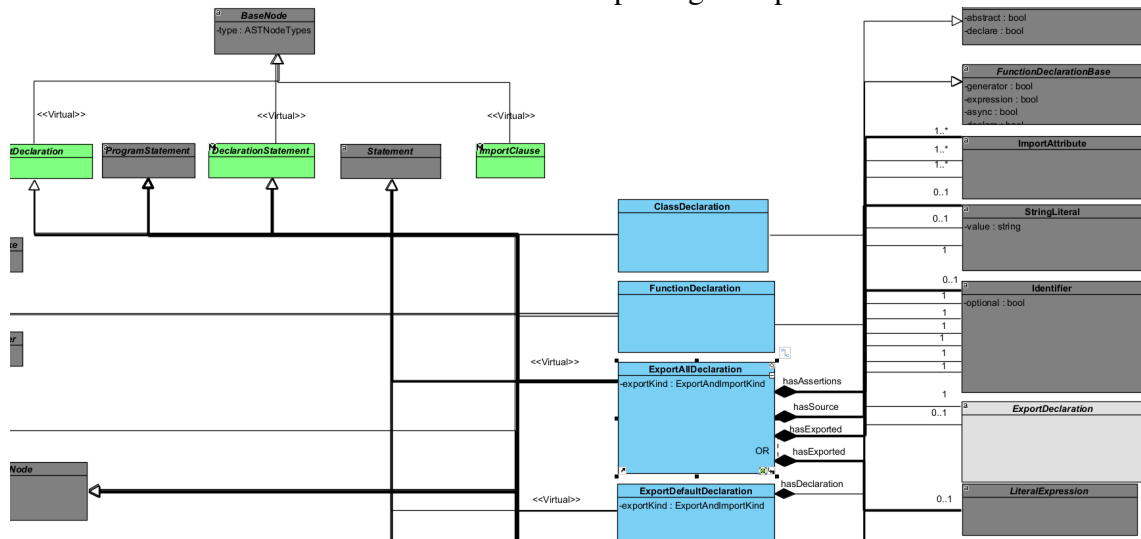 BaseNode
-type : ASTNodeTypes
-abstract : bool
-declare : bool
FunctionDeclarationBase
-generator : bool
-expression : bool
-async : bool
<<Virtual>>
<<Virtual>>
<<Virtual>>
tDeclaration
ProgramStatement
DeclarationStatement
Statement
ImportClause
1..*
1..*
1..*
0..1
0..1
1
0..1
1
1
1
1
1
1
1
0..1
0..1
ImportAttribute
StringLiteral
-value : string
Identifier
-optional : bool
ExportDeclaration
LiteralExpression
ClassDeclaration
FunctionDeclaration
<<Virtual>>
ExportAllDeclaration
-exportKind : ExportAndImportKind
OR
hasAssertions
hasSource
hasExported
hasExported
Node
<<Virtual>>
ExportDefaultDeclaration
-exportKind : ExportAndImportKind
hasDeclaration